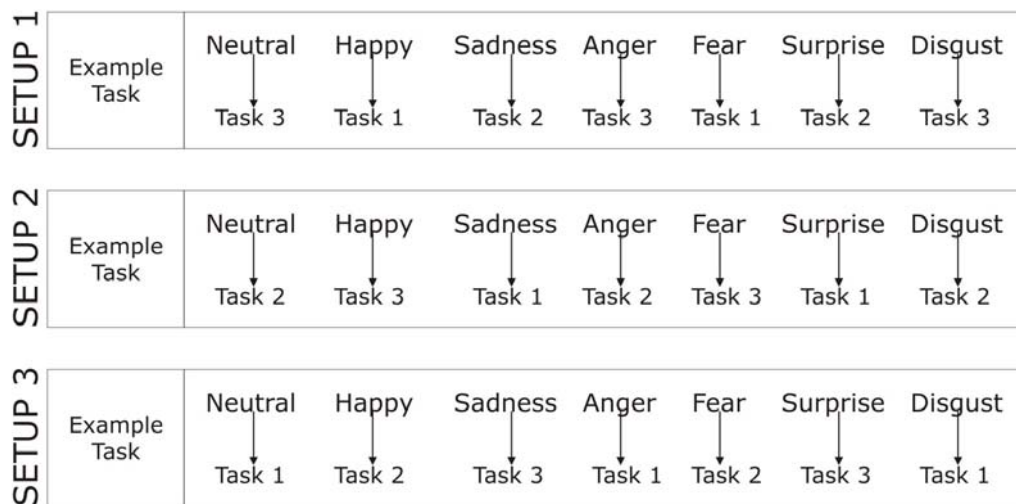 SETUP 1
Example
Task
Neutral Happy Sadness Anger Fear Surprise Disgust
Task 3 Task 1 Task 2 Task 3 Task 1 Task 2 Task 3
SETUP 2
Example
Task
Neutral Happy Sadness Anger Fear Surprise Disgust
Task 2 Task 3 Task 1 Task 2 Task 3 Task 1 Task 2
SETUP 3
Example
Task
Neutral Happy Sadness Anger Fear Surprise Disgust
Task 1 Task 2 Task 3 Task 1 Task 2 Task 3 Task 1